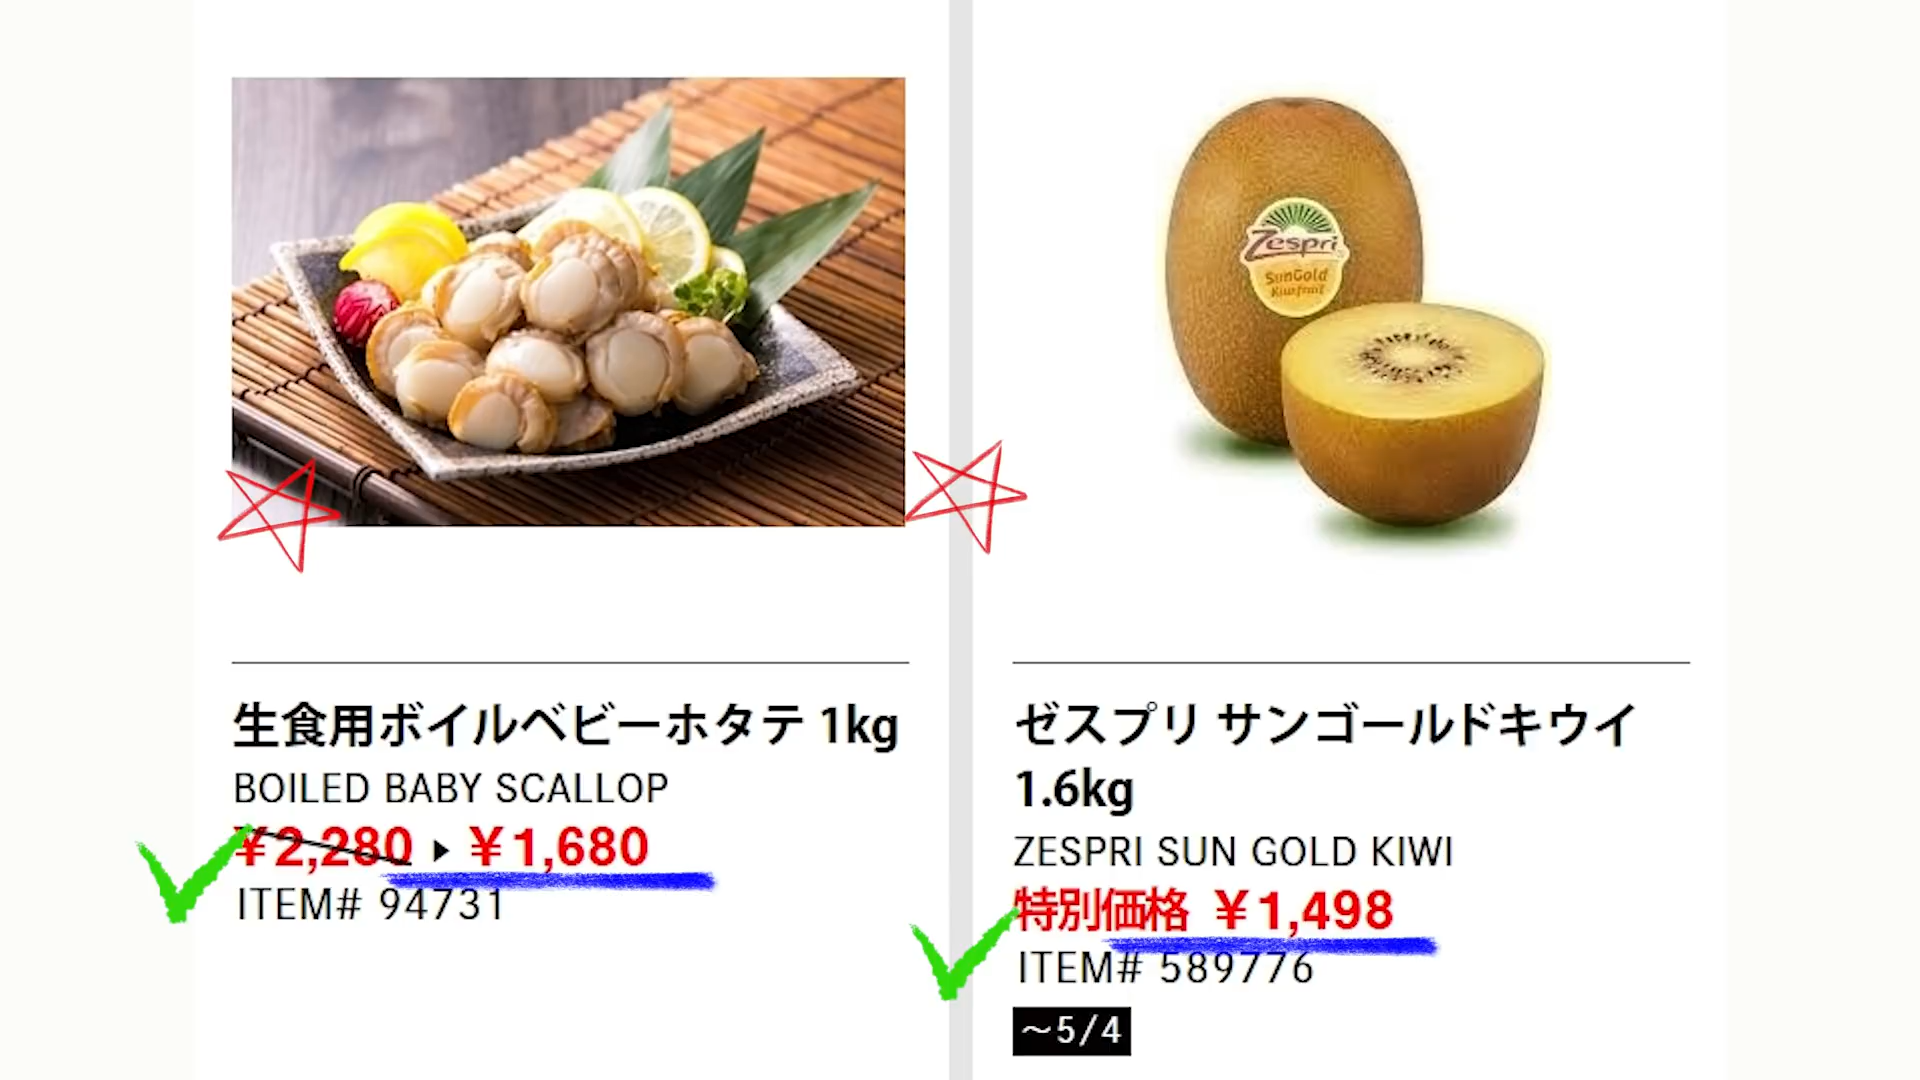 Zespri
SunGold
Kiwifruit
生食用ボイルベビーホタテ 1kg
BOILED BABY SCALLOP
¥2,280 ▶ ¥1,680
ITEM# 94731
ゼスプリ サンゴールドキウイ
1.6kg
ZESPRI SUN GOLD KIWI
特別価格 ¥1,498
ITEM# 589776
～5/4